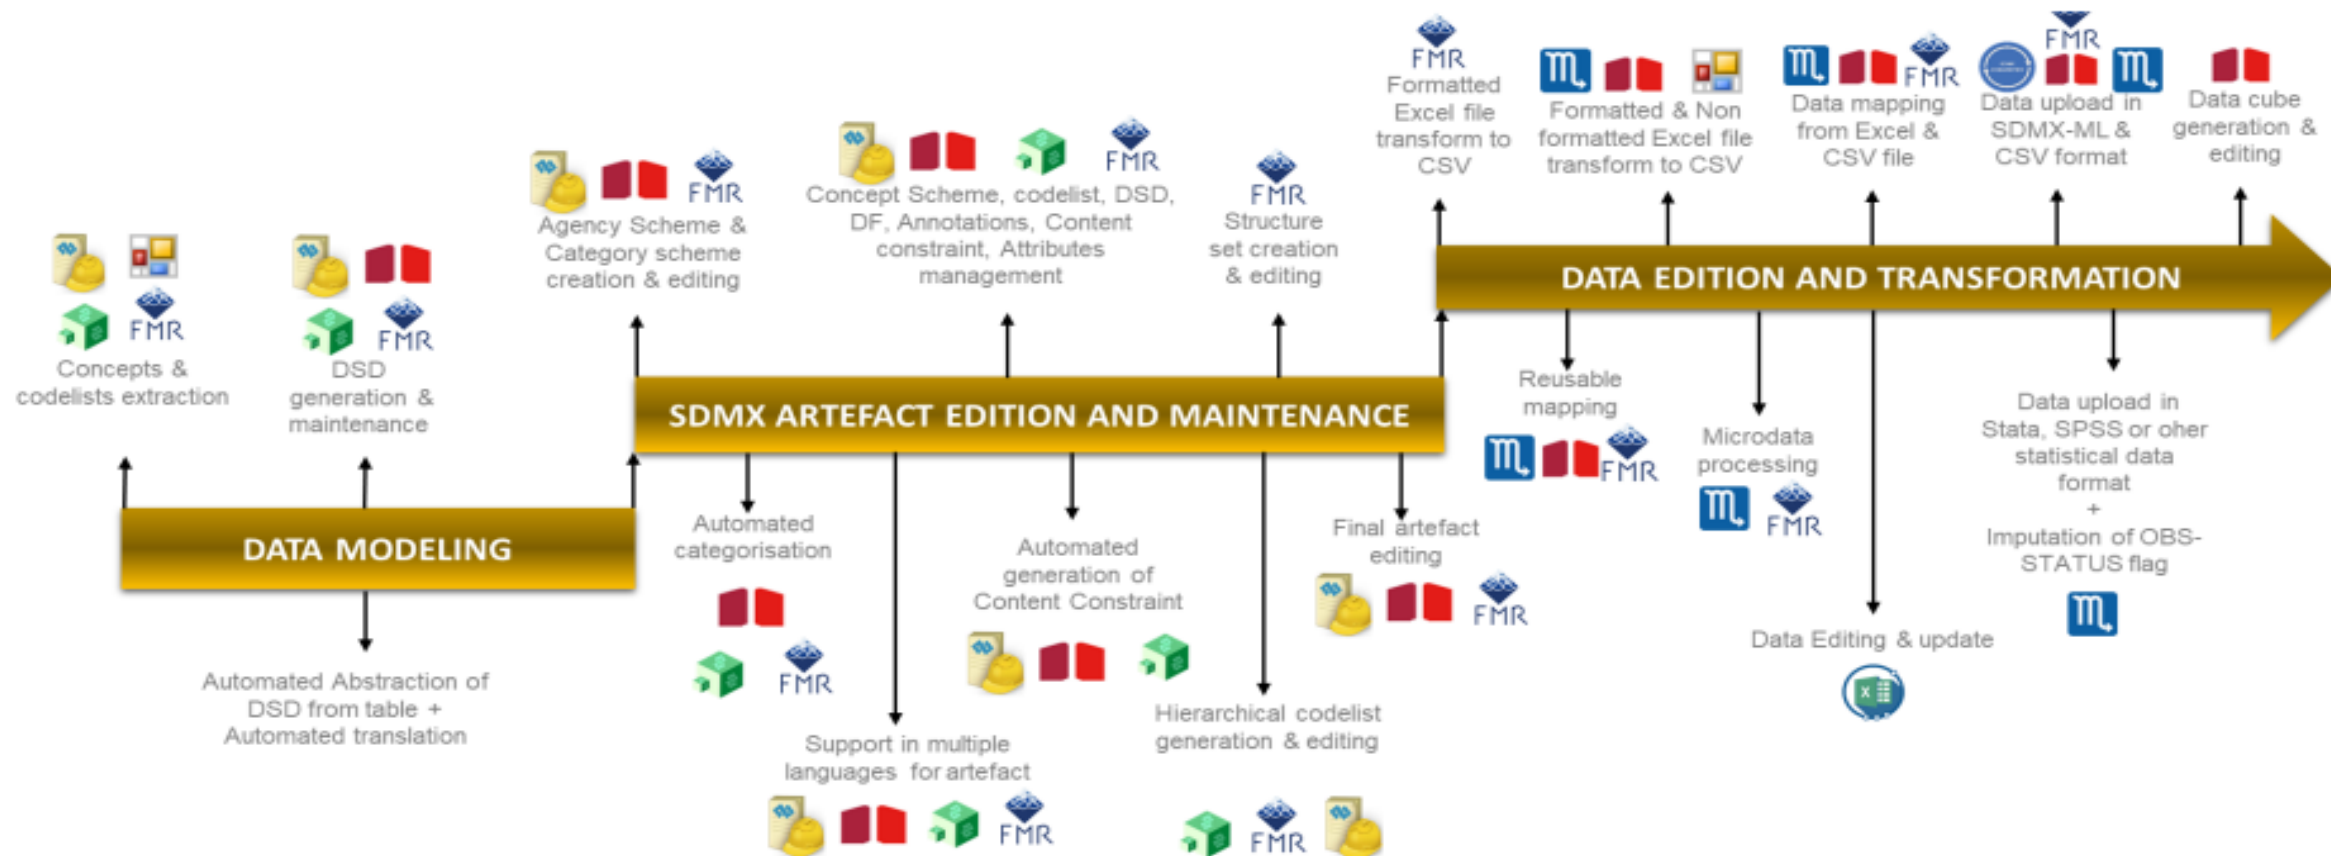 FMR
Concepts &
codelists extraction
FMR
DSD
generation &
maintenance
DATA MODELING
Automated Abstraction of
DSD from table +
Automated translation
FMR
Agency Scheme &
Category scheme
creation & editing
FMR
Concept Scheme, codelist, DSD,
DF, Annotations, Content
constraint, Attributes
management
FMR
Structure
set creation
& editing
SDMX ARTEFACT EDITION AND MAINTENANCE
Automated
categorisation
FMR
Support in multiple
languages for artefact
FMR
Automated
generation of
Content Constraint
Hierarchical codelist
generation & editing
FMR
Final artefact
editing
FMR
FMR
Formatted
Excel file
transform to
CSV
Formatted & Non
formatted Excel file
transform to CSV
FMR
Data mapping
from Excel &
CSV file
FMR
Data upload in
SDMX-ML &
CSV format
Data cube
generation &
editing
DATA EDITION AND TRANSFORMATION
Reusable
mapping
FMR
Microdata
processing
FMR
Data Editing & update
Data upload in
Stata, SPSS or oher
statistical data
format
+
Imputation of OBS-
STATUS flag